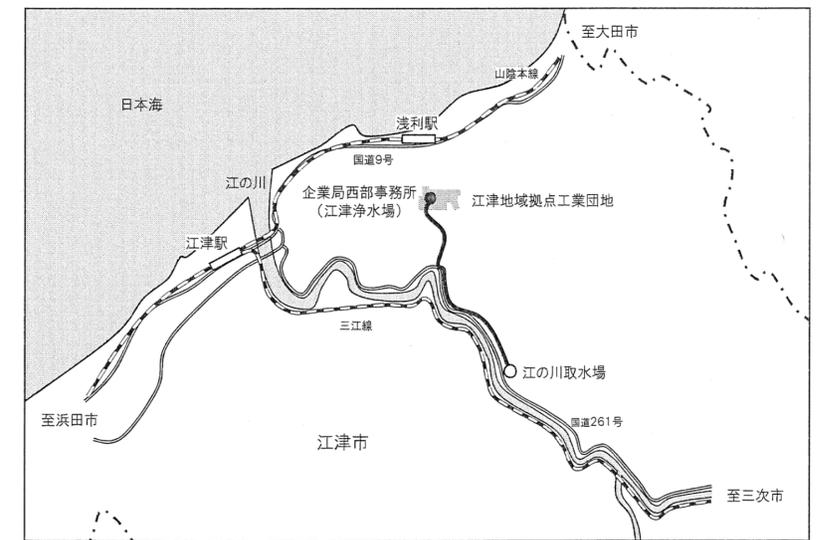 至大田市
山陰本線
日本海
浅利駅
国道9号
江の川
企業局西部事務所
（江津浄水場）
江津地域拠点工業団地
江津駅
三江線
江の川取水場
至浜田市
国道261号
江津市
至三次市